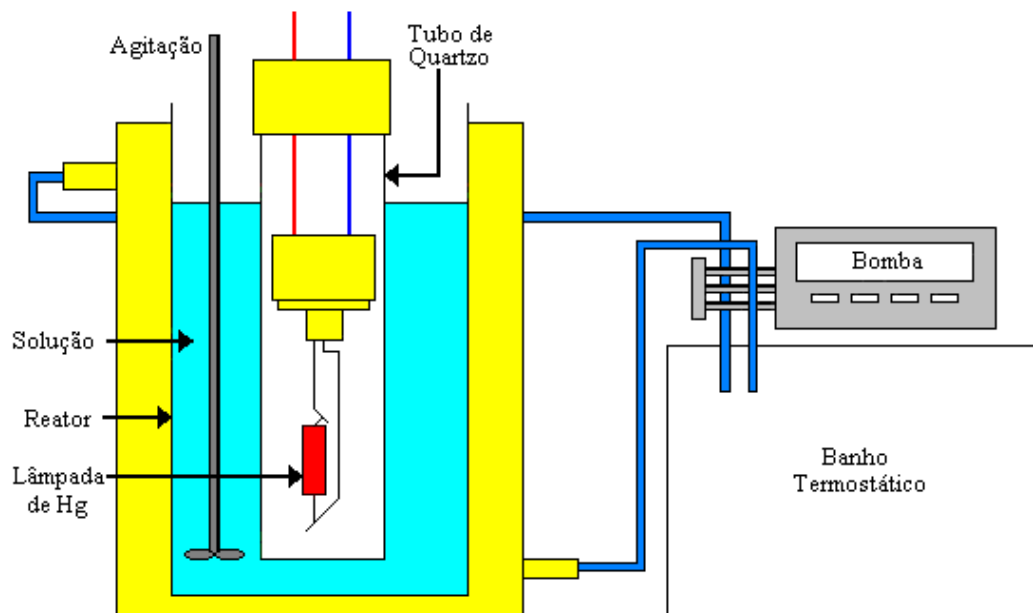 Agitação
Tubo de
Quartzo
Bomba
Solução
Reator
Lâmpada
de Hg
Banho
Termostático